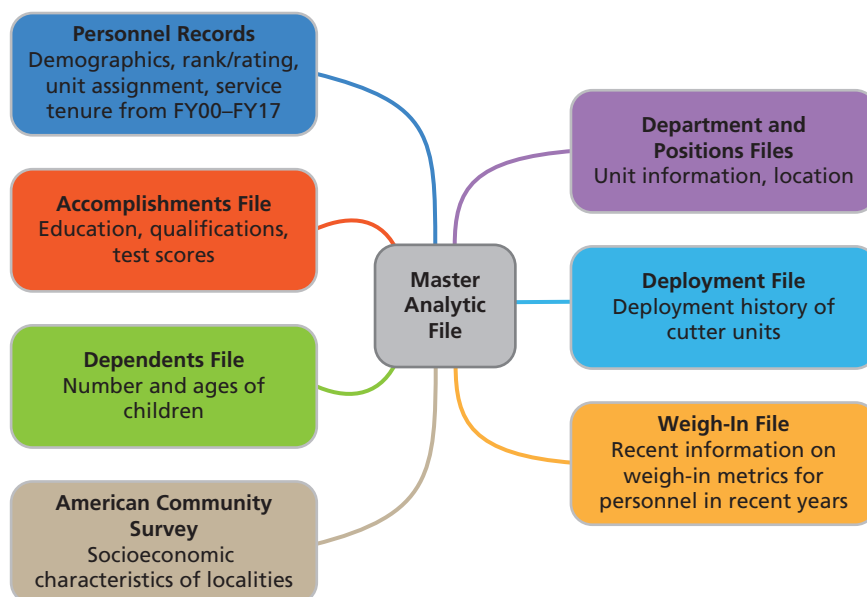 Personnel Records
Demographics, rank/rating,
unit assignment, service
tenure from FY00–FY17
Accomplishments File
Education, qualifications,
test scores
Dependents File
Number and ages of
children
American Community
Survey
Socioeconomic
characteristics of localities
Master
Analytic
File
Department and
Positions Files
Unit information, location
Deployment File
Deployment history of
cutter units
Weigh-In File
Recent information on
weigh-in metrics for
personnel in recent years